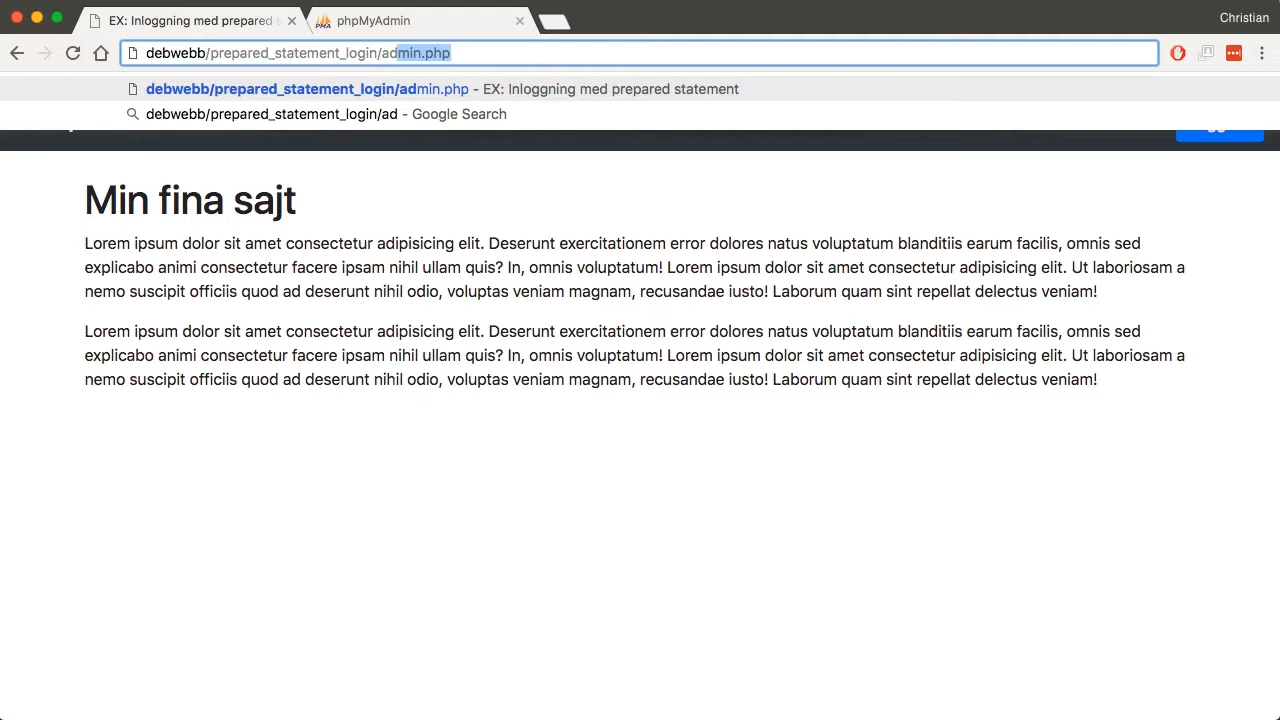 EX: Inloggning med prepared s
phpMyAdmin
Christian
debwebb/prepared_statement_login/admin.php
debwebb/prepared_statement_login/admin.php - EX: Inloggning med prepared statement
debwebb/prepared_statement_login/ad - Google Search
Min fina sajt
Lorem ipsum dolor sit amet consectetur adipisicing elit. Deserunt exercitationem error dolores natus voluptatum blanditiis earum facilis, omnis sed
explicabo animi consectetur facere ipsam nihil ullam quis? In, omnis voluptatum! Lorem ipsum dolor sit amet consectetur adipisicing elit. Ut laboriosam a
nemo suscipit officiis quod ad deserunt nihil odio, voluptas veniam magnam, recusandae iusto! Laborum quam sint repellat delectus veniam!
Lorem ipsum dolor sit amet consectetur adipisicing elit. Deserunt exercitationem error dolores natus voluptatum blanditiis earum facilis, omnis sed
explicabo animi consectetur facere ipsam nihil ullam quis? In, omnis voluptatum! Lorem ipsum dolor sit amet consectetur adipisicing elit. Ut laboriosam a
nemo suscipit officiis quod ad deserunt nihil odio, voluptas veniam magnam, recusandae iusto! Laborum quam sint repellat delectus veniam!